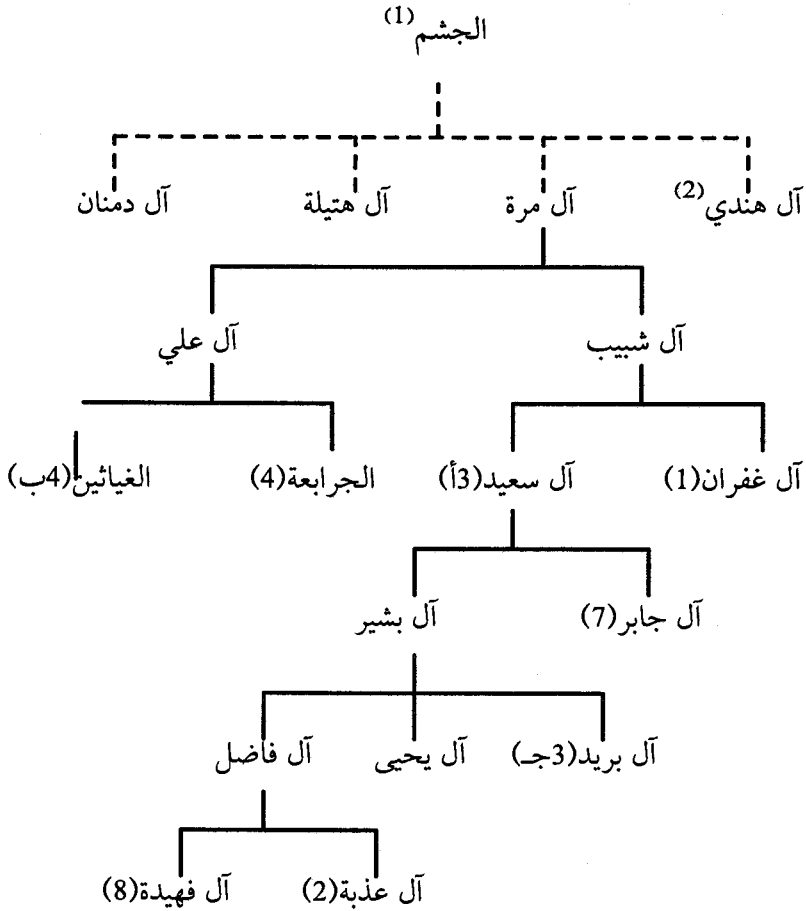 الجشم(1)
آل هندي(2) آل مرة آل هتيلة آل دمنان
آل شبيب آل علي
آل غفران(1) آل سعيد(3أ) الجرابعة(4) الغياثين(4ب)
آل جابر(7) آل بشير
آل بريد(3جـ) آل يحيى آل فاضل
آل عذبة(2) آل فهيدة(8)